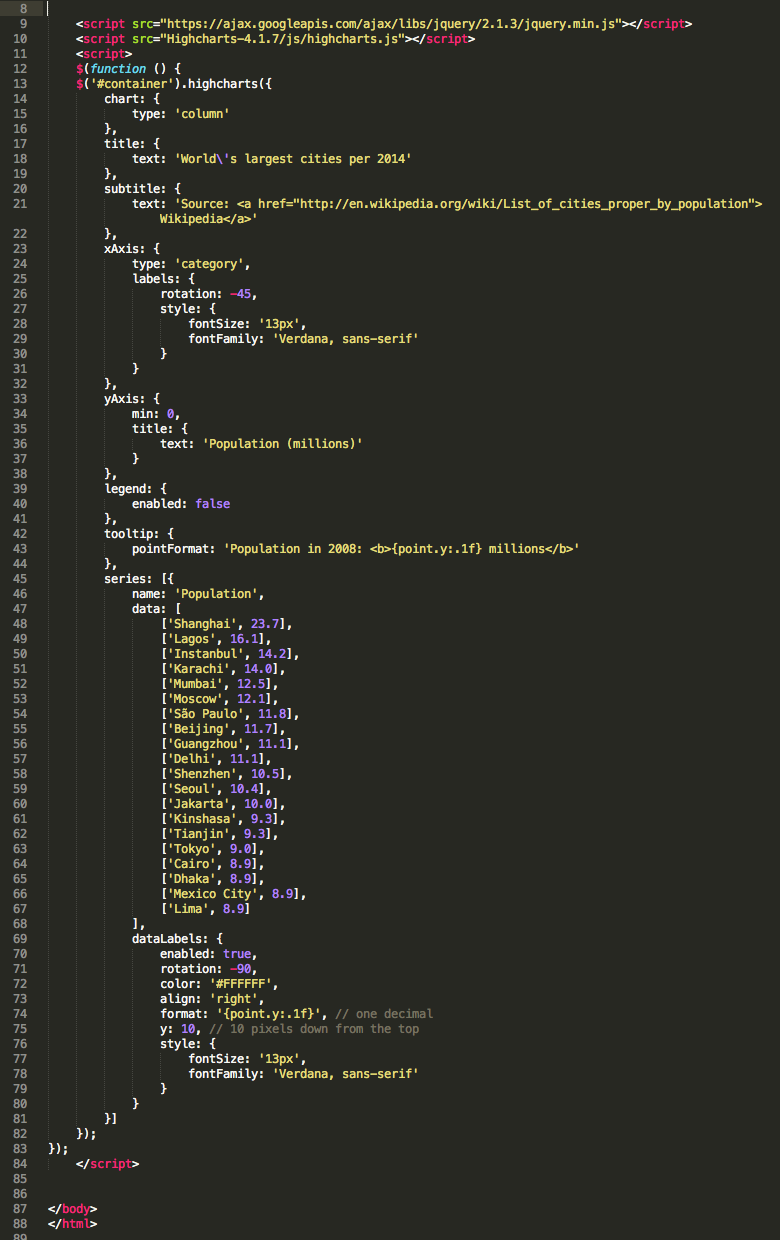 8
9     <script src="https://ajax.googleapis.com/ajax/libs/jquery/2.1.3/jquery.min.js"></script>
10     <script src="Highcharts-4.1.7/js/highcharts.js"></script>
11     <script>
12     $(function () {
13     $('#container').highcharts({
14         chart: {
15             type: 'column'
16         },
17         title: {
18             text: 'World\'s largest cities per 2014'
19         },
20         subtitle: {
21             text: 'Source: <a href="http://en.wikipedia.org/wiki/List_of_cities_proper_by_population">
                Wikipedia</a>'
22         },
23         xAxis: {
24             type: 'category',
25             labels: {
26                 rotation: -45,
27                 style: {
28                     fontSize: '13px',
29                     fontFamily: 'Verdana, sans-serif'
30                 }
31             }
32         },
33         yAxis: {
34             min: 0,
35             title: {
36                 text: 'Population (millions)'
37             }
38         },
39         legend: {
40             enabled: false
41         },
42         tooltip: {
43             pointFormat: 'Population in 2008: <b>{point.y:.1f} millions</b>'
44         },
45         series: [{
46             name: 'Population',
47             data: [
48                 ['Shanghai', 23.7],
49                 ['Lagos', 16.1],
50                 ['Instanbul', 14.2],
51                 ['Karachi', 14.0],
52                 ['Mumbai', 12.5],
53                 ['Moscow', 12.1],
54                 ['São Paulo', 11.8],
55                 ['Beijing', 11.7],
56                 ['Guangzhou', 11.1],
57                 ['Delhi', 11.1],
58                 ['Shenzhen', 10.5],
59                 ['Seoul', 10.4],
60                 ['Jakarta', 10.0],
61                 ['Kinshasa', 9.3],
62                 ['Tianjin', 9.3],
63                 ['Tokyo', 9.0],
64                 ['Cairo', 8.9],
65                 ['Dhaka', 8.9],
66                 ['Mexico City', 8.9],
67                 ['Lima', 8.9]
68             ],
69             dataLabels: {
70                 enabled: true,
71                 rotation: -90,
72                 color: '#FFFFFF',
73                 align: 'right',
74                 format: '{point.y:.1f}', // one decimal
75                 y: 10, // 10 pixels down from the top
76                 style: {
77                     fontSize: '13px',
78                     fontFamily: 'Verdana, sans-serif'
79                 }
80             }
81         }]
82     });
83 });
84     </script>
85
86
87 </body>
88 </html>
89